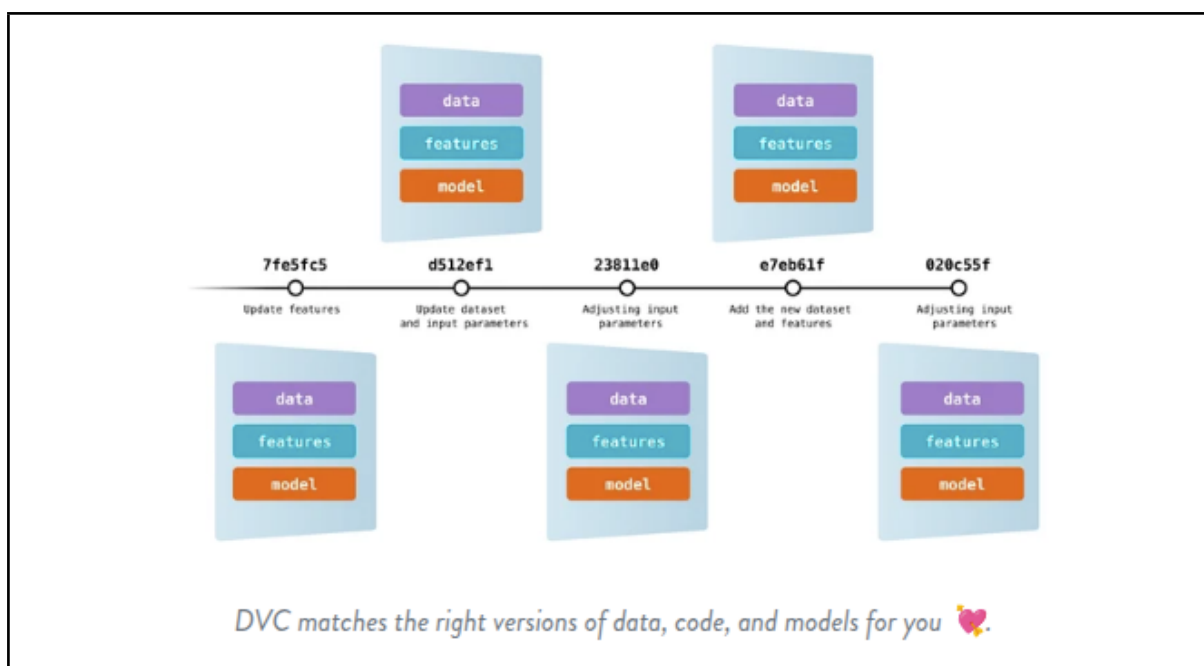 data
features
model
data
features
model
7fe5fc5
d512ef1
23811e0
e7eb61f
020c55f
Update features
Update dataset
and input parameters
Adjusting input
parameters
Add the new dataset
and features
Adjusting input
parameters
data
features
model
data
features
model
data
features
model
DVC matches the right versions of data, code, and models for you 💘.